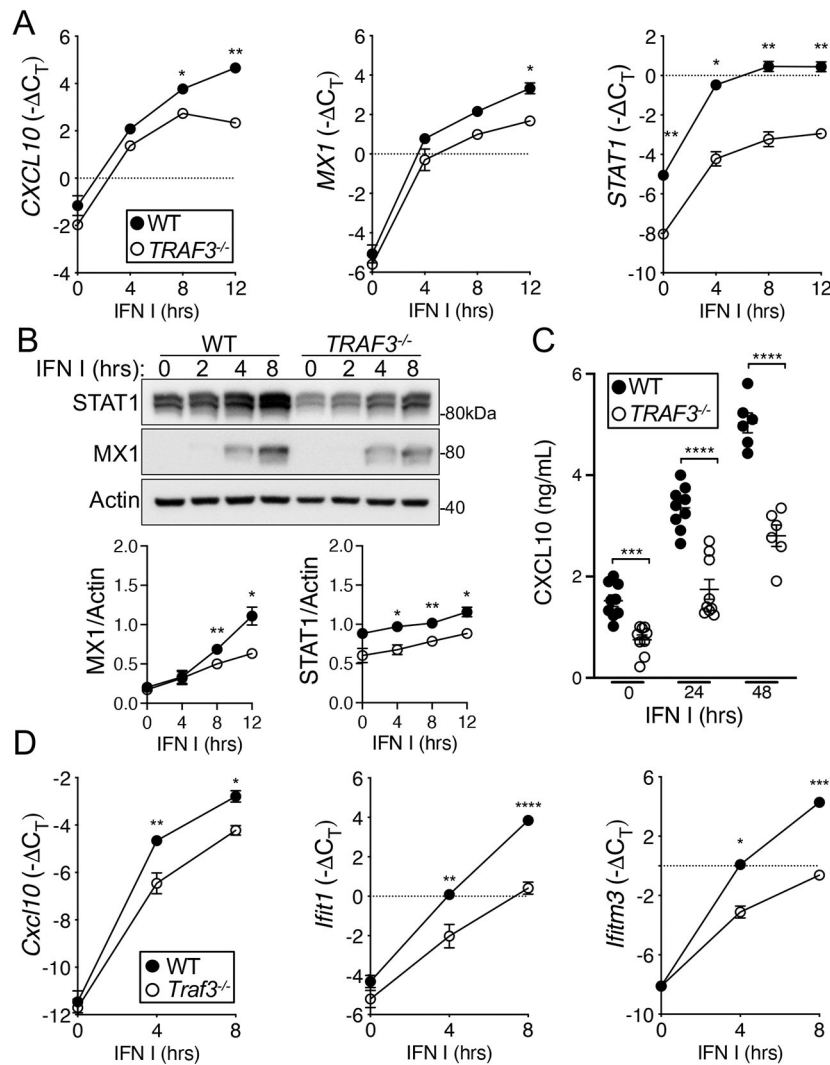 A
CXCL10 (-ΔCT)
6
4
2
0
-2
-4
0 4 8 12
IFN I (hrs)
* **
WT
TRAF3-/-
MX1 (-ΔCT)
6
4
2
0
-2
-4
-6
0 4 8 12
IFN I (hrs)
*
STAT1 (-ΔCT)
2
0
-2
-4
-6
-8
-10
0 4 8 12
IFN I (hrs)
** * ** **
B
WT TRAF3-/-
IFN I (hrs): 0 2 4 8 0 2 4 8
STAT1 -80kDa
MX1 -80
Actin -40
MX1/Actin
2.0
1.5
1.0
0.5
0.0
0 4 8 12
IFN I (hrs)
** *
STAT1/Actin
2.0
1.5
1.0
0.5
0.0
0 4 8 12
IFN I (hrs)
* ** *
C
WT
TRAF3-/-
CXCL10 (ng/mL)
6
4
2
0
0 24 48
IFN I (hrs)
*** **** ****
D
Cxcl10 (-ΔCT)
-2
-4
-6
-8
-10
-12
0 4 8
IFN I (hrs)
** *
WT
Traf3-/-
Ifit1 (-ΔCT)
6
4
2
0
-2
-4
-6
0 4 8
IFN I (hrs)
** ****
Ifitm3 (-ΔCT)
6
2
-2
-6
-10
0 4 8
IFN I (hrs)
* ***